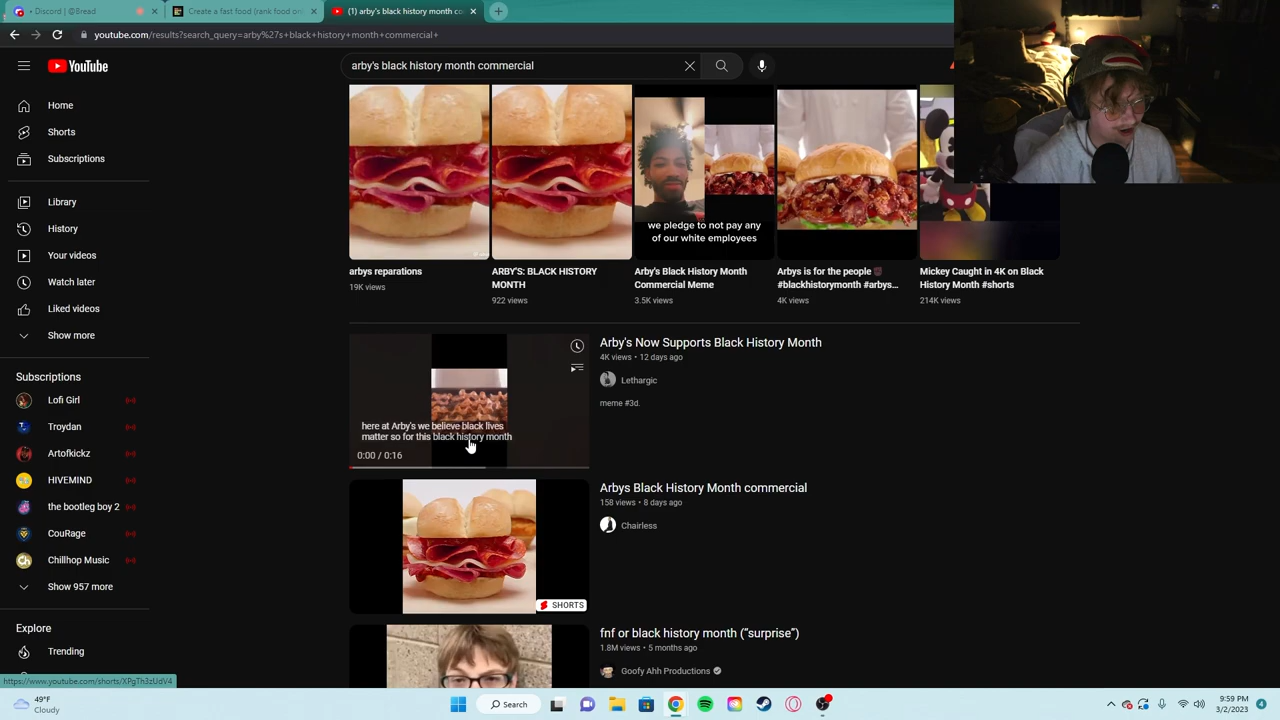 Discord | @Brad
Create a fast food (rank food onl
(1) arby's black history month co
youtube.com/results?search_query=arby%27s+black+history+month+commercial+
YouTube
arby's black history month commercial
Home
Shorts
Subscriptions
Library
History
Your videos
Watch later
Liked videos
Show more
Subscriptions
Lofi Girl
Troydan
Artofkickz
HIVEMIND
the bootleg boy 2
CouRage
Chillhop Music
Show 957 more
Explore
Trending
https://www.youtube.com/shorts/XPgTh3zUdV4
we pledge to not pay any
of our white employees
arbys reparations
19K views
ARBY'S: BLACK HISTORY
MONTH
922 views
Arby's Black History Month
Commercial Meme
3.5K views
Arbys is for the people
#blackhistorymonth #arbys...
4K views
Mickey Caught in 4K on Black
History Month #shorts
214K views
here at Arby's we believe black lives
matter so for this black history month
0:00 / 0:16
Arby's Now Supports Black History Month
4K views • 12 days ago
Lethargic
meme #3d.
SHORTS
Arbys Black History Month commercial
158 views • 8 days ago
Chairless
fnf or black history month (“surprise”)
1.8M views • 5 months ago
Goofy Ahh Productions
49°F
Cloudy
Search
9:59 PM
3/2/2023
4